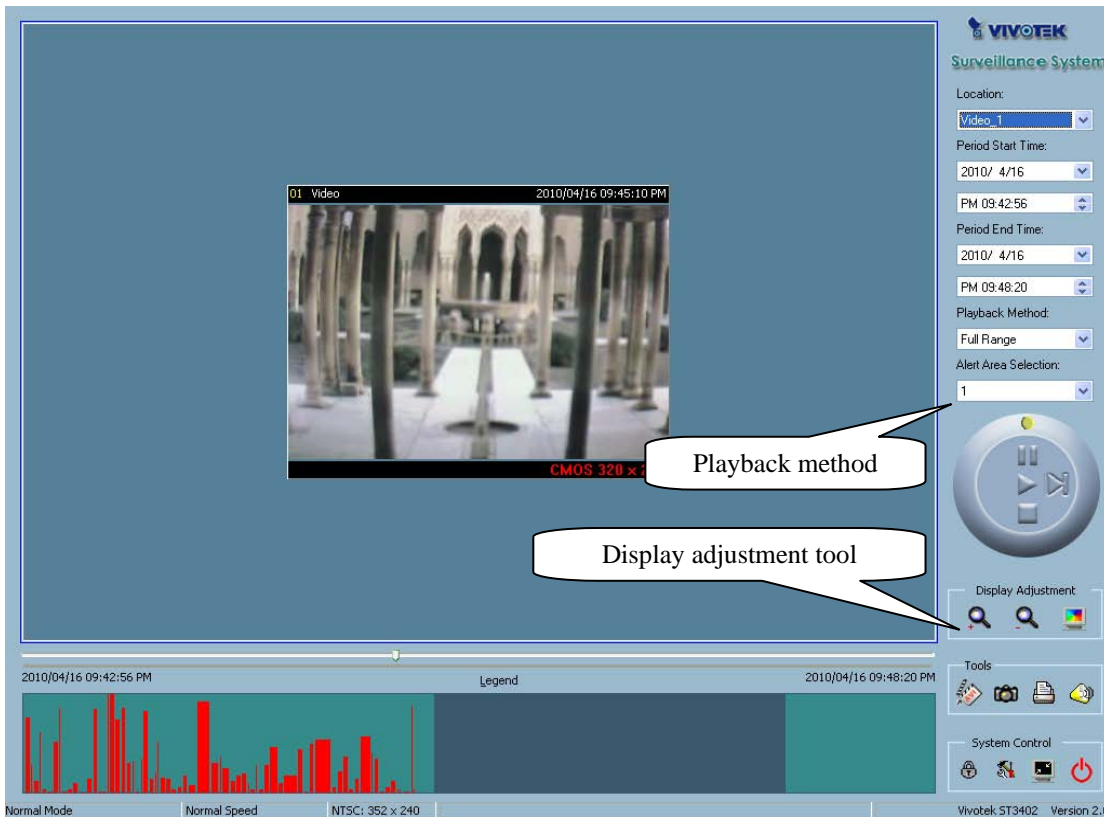 VIVOTEK
Surveillance System
Location:
Video_1
Period Start Time:
2010/ 4/16
PM 09:42:56
Period End Time:
2010/ 4/16
PM 09:48:20
Playback Method:
Full Range
Alert Area Selection:
1
01 Video 2010/04/16 09:45:10 PM
CMOS 320 x
Playback method
Display adjustment tool
Display Adjustment
2010/04/16 09:42:56 PM Legend 2010/04/16 09:48:20 PM
Tools
System Control
Normal Mode Normal Speed NTSC: 352 x 240 Vivotek ST3402 Version 2.